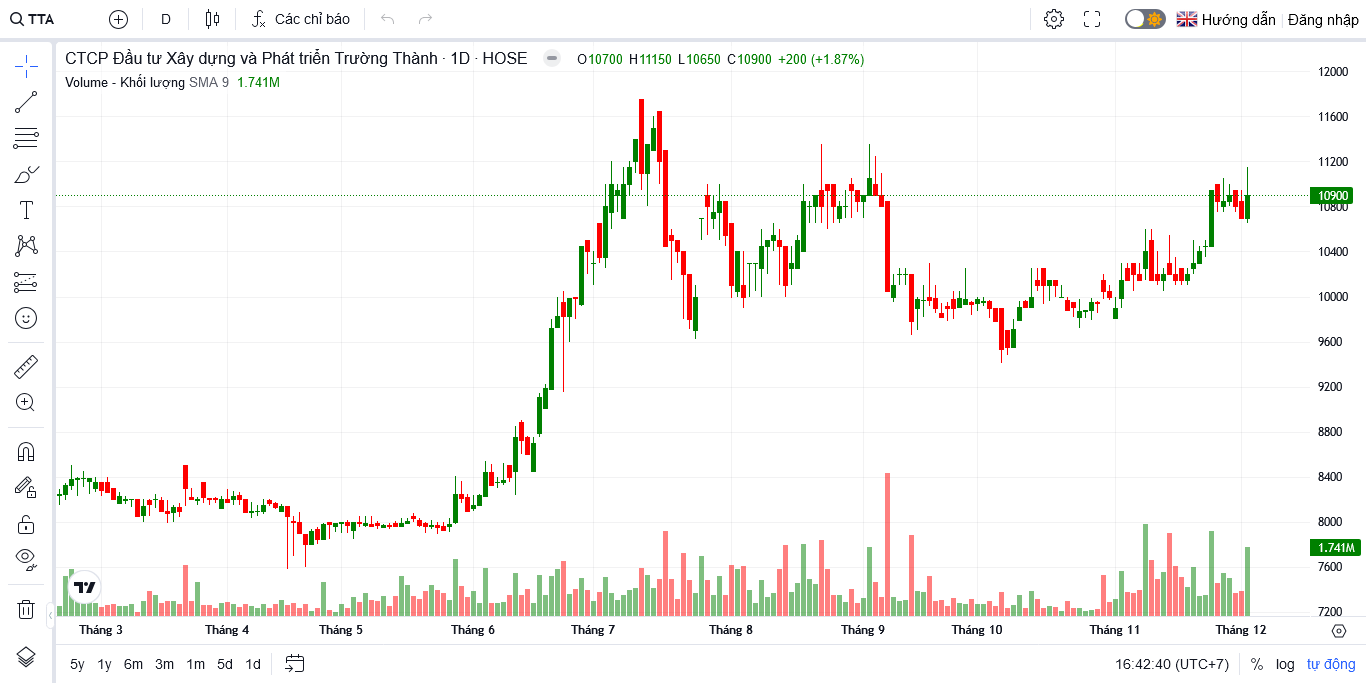 TTA D Các chỉ báo Hướng dẫn Đăng nhập
CTCP Đầu tư Xây dựng và Phát triển Trường Thành · 1D · HOSE O10700 H11150 L10650 C10900 +200 (+1.87%)
Volume - Khối lượng SMA 9 1.741M
12000
11600
11200
10900
10800
10400
10000
9600
9200
8800
8400
8000
1.741M
7600
7200
Tháng 3 Tháng 4 Tháng 5 Tháng 6 Tháng 7 Tháng 8 Tháng 9 Tháng 10 Tháng 11 Tháng 12
5y 1y 6m 3m 1m 5d 1d 16:42:40 (UTC+7) % log tự động